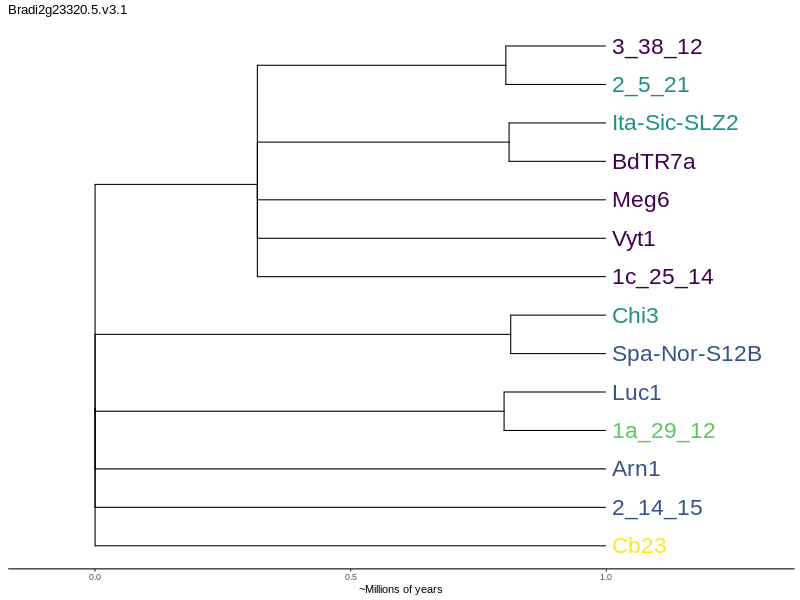 Bradi2g23320.5.v3.1
3_38_12
2_5_21
Ita-Sic-SLZ2
BdTR7a
Meg6
Vyt1
1c_25_14
Chi3
Spa-Nor-S12B
Luc1
1a_29_12
Arn1
2_14_15
Cb23
0.0 0.5 1.0
~Millions of years